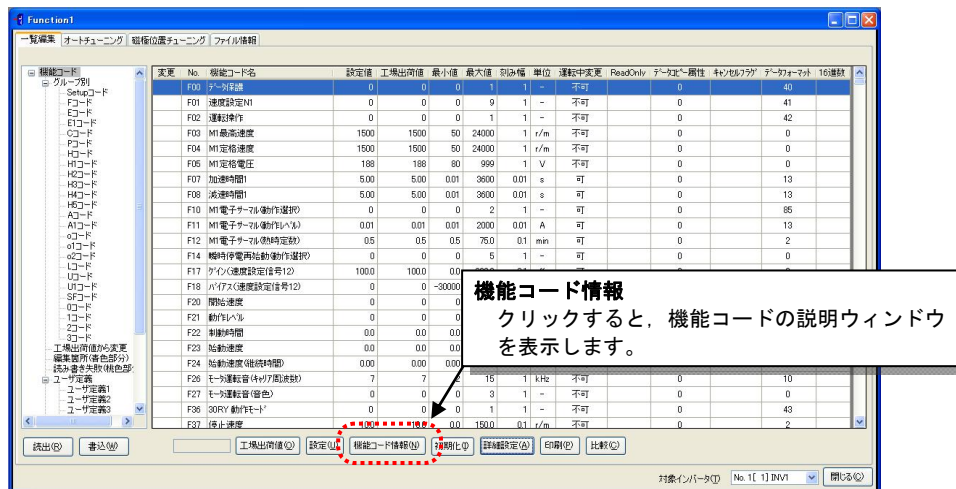 Function1
一覧編集 オートチューニング 磁極位置チューニング ファイル情報
機能コード
グループ別
Setupコード
Fコード
Eコード
E1コード
Cコード
Pコード
Hコード
H1コード
H2コード
H3コード
H4コード
H5コード
Aコード
A1コード
oコード
o1コード
o2コード
Lコード
Uコード
U1コード
SFコード
0コード
1コード
2コード
3コード
工場出荷値から変更
編集箇所(青色部分)
読み書き失敗(桃色部
ユーザ定義
ユーザ定義1
ユーザ定義2
ユーザ定義3
変更 No. 機能コード名 設定値 工場出荷値 最小値 最大値 刻み幅 単位 運転中変更 ReadOnly データコピー属性 キャンセルフラグ データフォーマット 16進数
F00 データ保護 0 0 0 1 1 - 不可 0 40
F01 速度設定N1 0 0 0 9 1 - 不可 0 41
F02 運転操作 0 0 0 1 1 - 不可 0 42
F03 M1最高速度 1500 1500 50 24000 1 r/m 不可 0 0
F04 M1定格速度 1500 1500 50 24000 1 r/m 不可 0 0
F05 M1定格電圧 188 188 80 999 1 V 不可 0 0
F07 加速時間1 5.00 5.00 0.01 3600 0.01 s 可 0 13
F08 減速時間1 5.00 5.00 0.01 3600 0.01 s 可 0 13
F10 M1電子サーマル(動作選択) 0 0 0 2 1 - 可 0 85
F11 M1電子サーマル(動作レベル) 0.01 0.01 0.01 2000 0.01 A 可 0 13
F12 M1電子サーマル(熱時定数) 0.5 0.5 0.5 75.0 0.1 min 可 0 2
F14 瞬時停電再始動(動作選択) 0 0 0 5 1 - 可 0 0
F17 ゲイン(速度設定信号12) 100.0 100.0 0.0
F18 バイアス(速度設定信号12) 0 0 -30000
F20 開始速度 0 0 0
F21 動作レベル 0 0 0
F22 制動時間 0.0 0.0 0.0
F23 始動速度 0.0 0.0 0.0
F24 始動速度(継続時間) 0.00 0.00 0.00
F26 モータ運転音(キャリア周波数) 7 7 2 15 1 kHz 不可 0 10
F27 モータ運転音(音色) 0 0 0 3 1 - 不可 0 0
F36 30RY 動作モード 0 0 0 1 1 - 不可 0 43
F37 停止速度 10.0 10.0 0.0 150.0 0.1 r/m 不可 0 2
機能コード情報
クリックすると，機能コードの説明ウィンドウ
を表示します。
読出(R) 書込(W) 工場出荷値(Q) 設定(U) 機能コード情報(N) 初期化(I) 詳細設定(A) 印刷(P) 比較(C)
対象インバータ(T) No. 1[ 1] INV1 閉じる(C)